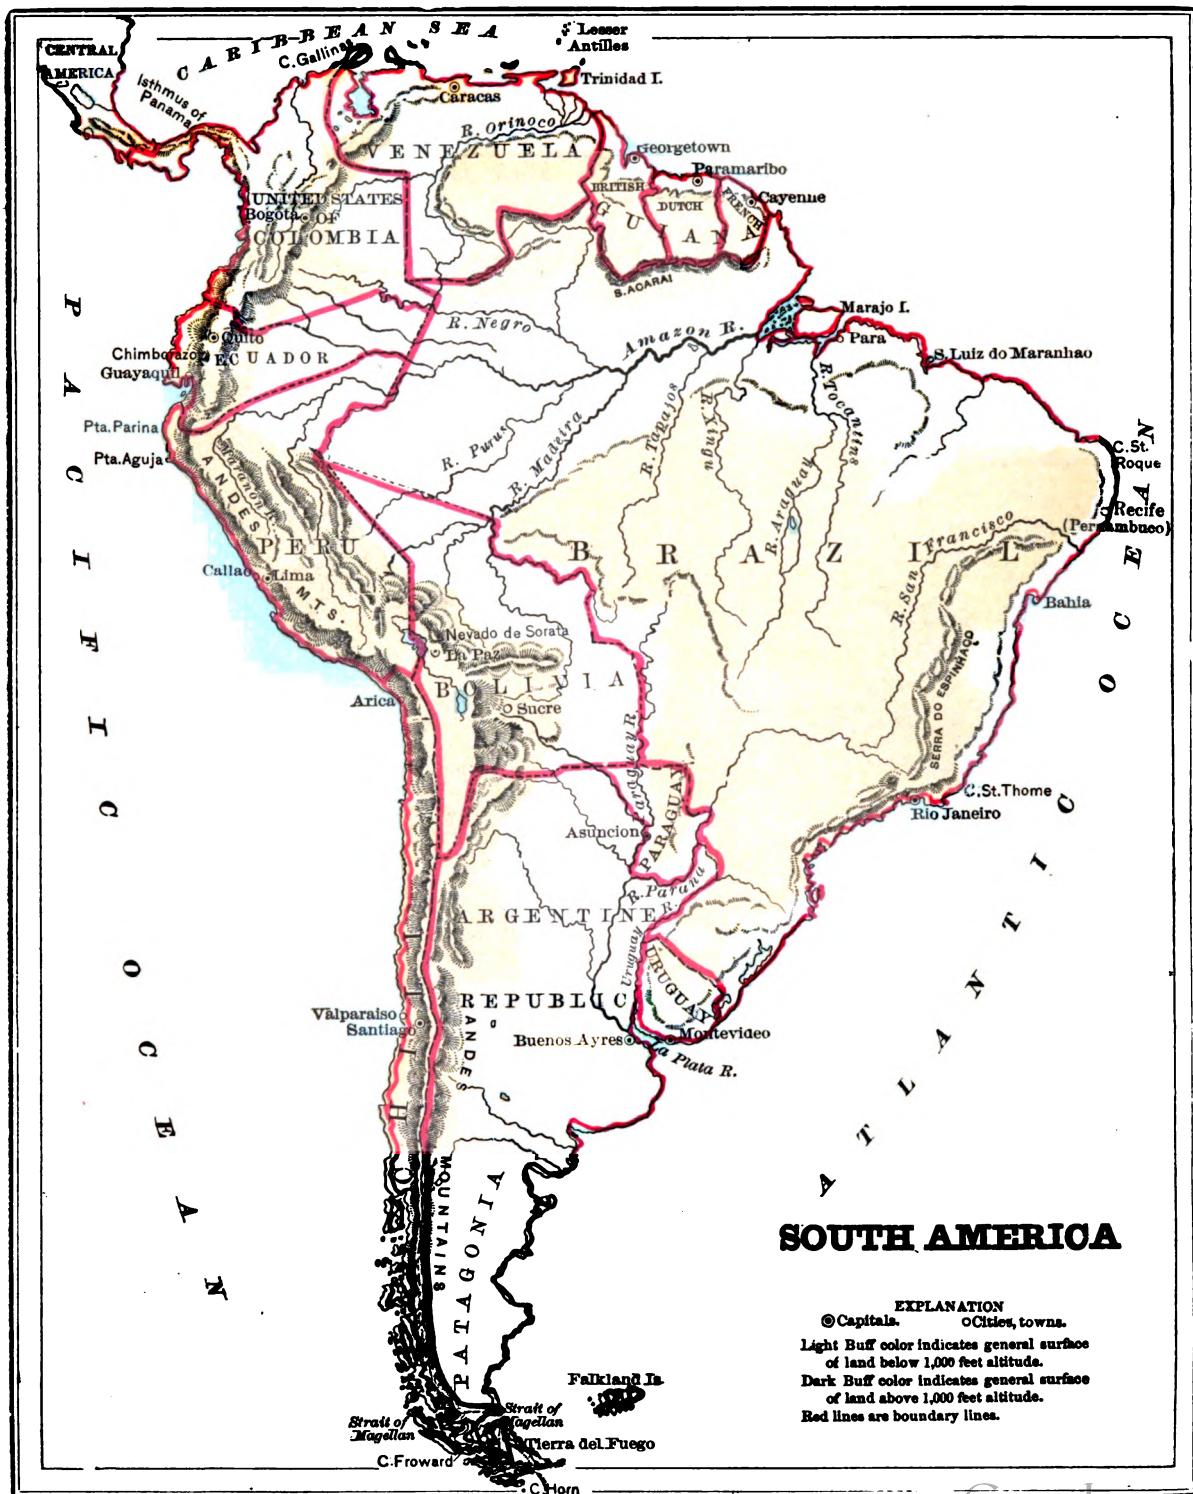 CENTRAL
AMERICA
CARIBBEAN SEA
C. Gallinas
Lesser
Antilles
Trinidad I.
Isthmus of
Panama
Caracas
R. Orinoco
VENEZUELA
Georgetown
Paramaribo
Cayenne
BRITISH
DUTCH
FRENCH
GUIANA
UNITED STATES
Bogota
OF
COLOMBIA
S. ACARAI
R. Negro
Amazon R.
Marajo I.
Para
S. Luiz do Maranhao
Quito
Chimborazo
ECUADOR
Guayaquil
Pta. Parina
Pta. Aguja
R. Purus
R. Madeira
R. Tapajos
R. Xingu
R. Tocantins
R. Araguay
C. St.
Roque
Recife
(Pernambuco)
R. San Francisco
Maranon
ANDES
MTS.
PERU
BRAZIL
Callao
Lima
Bahia
Nevado de Sorata
La Paz
BOLIVIA
Sucre
Arica
SERRA DO ESPINHAÇO
Paraguay R.
PARAGUAY
Asuncion
C. St. Thome
Rio Janeiro
R. Parana
ARGENTINE
Uruguay
R.
URUGUAY
REPUBLIC
Valparaiso
Santiago
Buenos Ayres
Montevideo
La Plata R.
CHILI
ANDES
MOUNTAINS
PATAGONIA
PACIFIC OCEAN
ATLANTIC OCEAN
SOUTH AMERICA
EXPLANATION
Capitals. Cities, towns.
Light Buff color indicates general surface
of land below 1,000 feet altitude.
Dark Buff color indicates general surface
of land above 1,000 feet altitude.
Red lines are boundary lines.
Falkland Is.
Strait of
Magellan
Strait of
Magellan
Tierra del Fuego
C. Froward
C. Horn